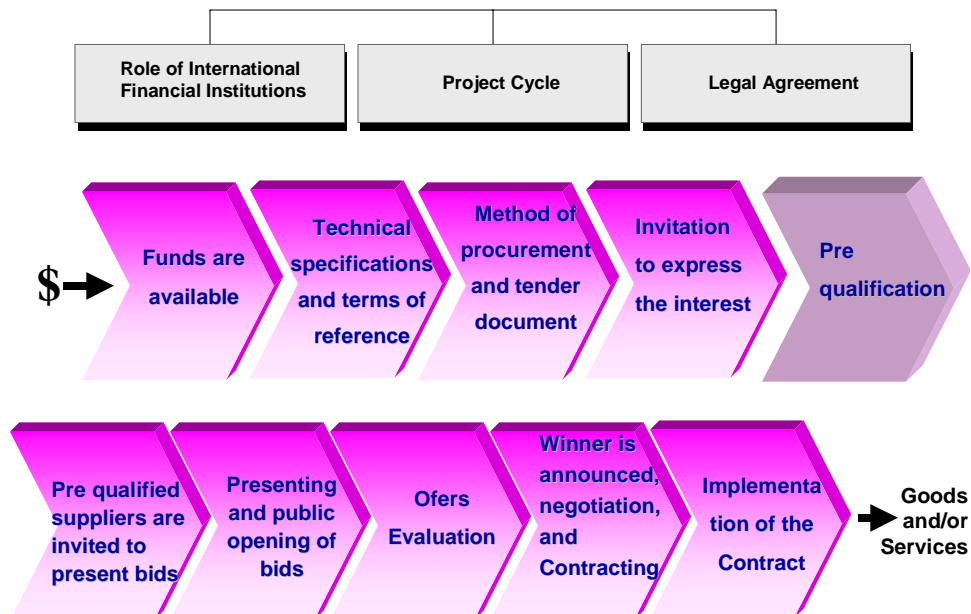 Role of International
Financial Institutions
Project Cycle
Legal Agreement
$
Funds are
available
Technical
specifications
and terms of
reference
Method of
procurement
and tender
document
Invitation
to express
the interest
Pre
qualification
Pre qualified
suppliers are
invited to
present bids
Presenting
and public
opening of
bids
Ofers
Evaluation
Winner is
announced,
negotiation,
and
Contracting
Implementa
tion of the
Contract
Goods
and/or
Services